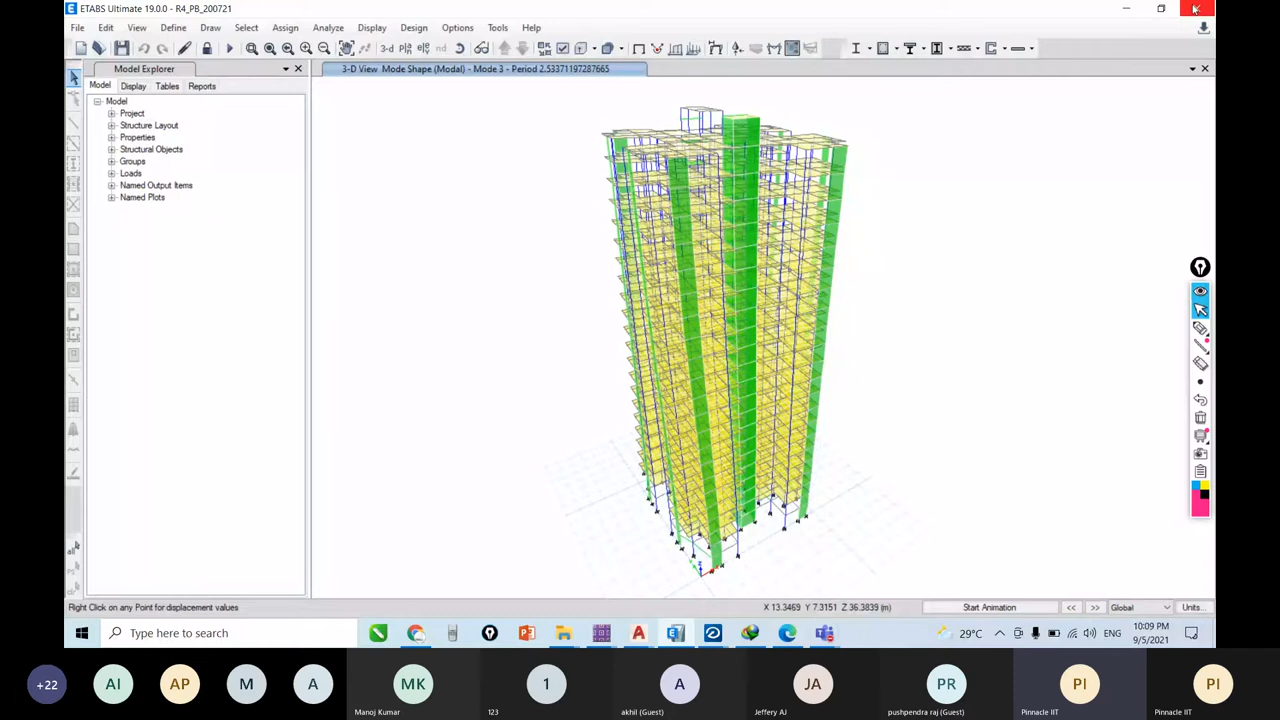 ETABS Ultimate 19.0.0 - R4_PB_200721
File Edit View Define Draw Select Assign Analyze Display Design Options Tools Help
3-d
nd
Model Explorer
3-D View Mode Shape (Modal) - Mode 3 - Period 2.53371197287665
Model Display Tables Reports
Model
Project
Structure Layout
Properties
Structural Objects
Groups
Loads
Named Output Items
Named Plots
all
Right Click on any Point for displacement values
X 13.3469 Y 7.3151 Z 36.3839 (m)
Start Animation
<< >>
Global
Units...
Type here to search
29°C
ENG
10:09 PM
9/5/2021
+22
AI
AP
M
A
MK
Manoj Kumar
1
123
A
akhil (Guest)
JA
Jeffery AJ
PR
pushpendra raj (Guest)
PI
Pinnacle IIT
PI
Pinnacle IIT